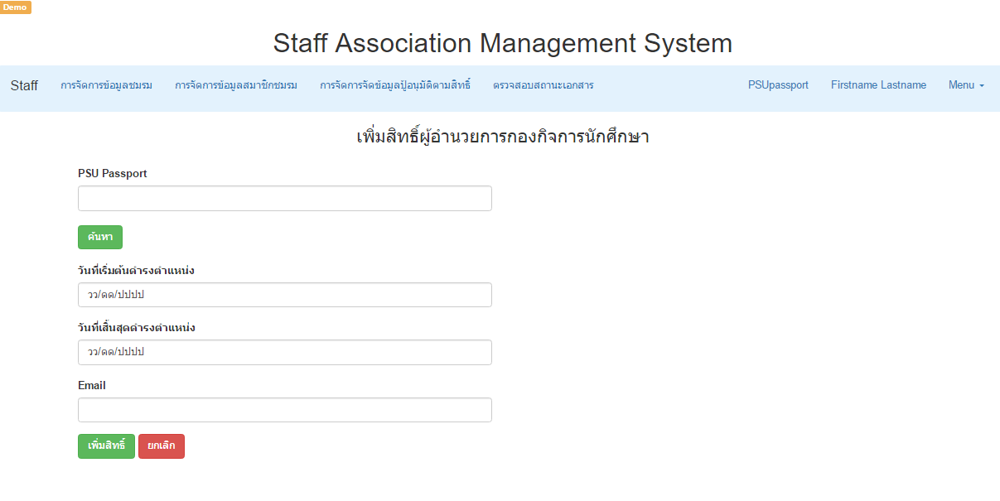 Demo
Staff Association Management System
Staff การจัดการข้อมูลชมรม การจัดการข้อมูลสมาชิกชมรม การจัดการจัดข้อมูลปู้อนุมัติตามสิทธิ์ ตรวจสอบสถานะเอกสาร PSUpassport Firstname Lastname Menu
เพิ่มสิทธิ์ผู้อำนวยการกองกิจการนักศึกษา
PSU Passport
ค้นหา
วันที่เริ่มต้นดำรงตำแหน่ง
วว/ดด/ปปปป
วันที่เสิ้นสุดดำรงตำแหน่ง
วว/ดด/ปปปป
Email
เพิ่มสิทธิ์ ยกเลิก